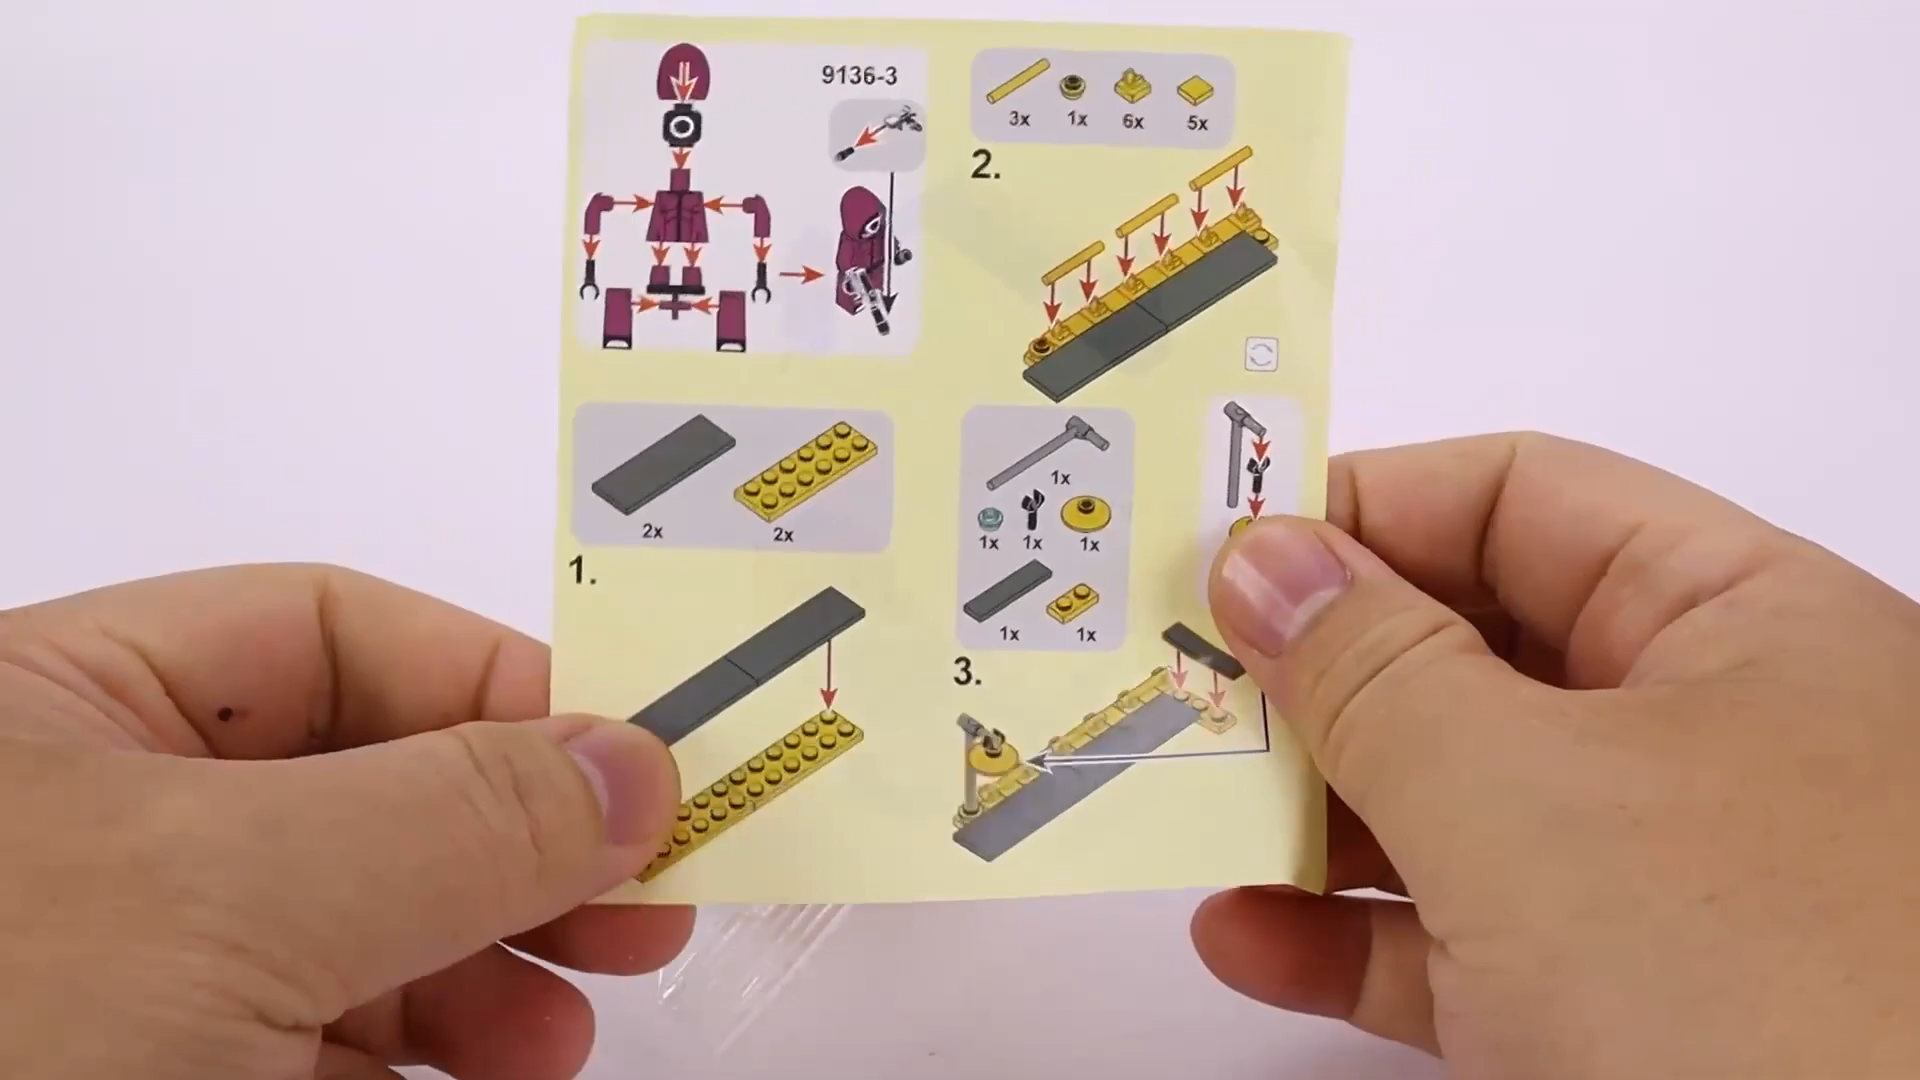 9136-3
2x 2x
1.
3x 1x 6x 5x
2.
1x
1x 1x 1x
1x 1x
3.